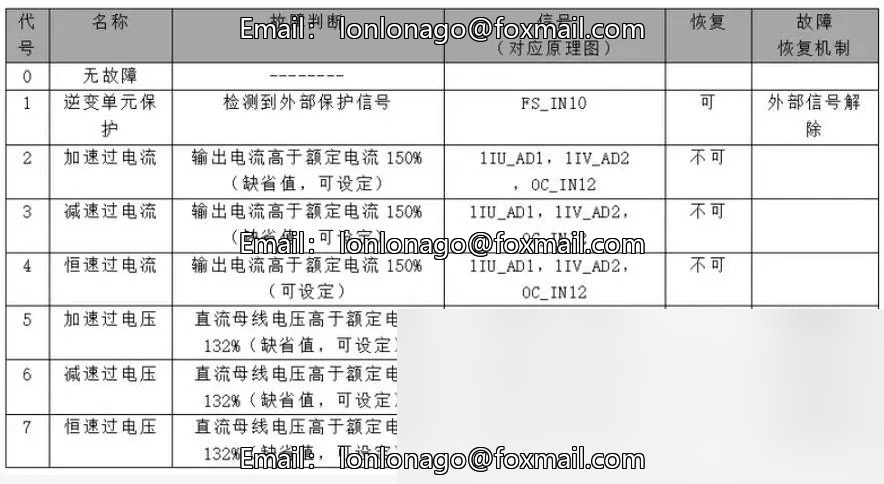 代号 名称 故障判断 信号 恢复 故障
（对应原理图） 恢复机制
Email： lonlonago@foxmail.com
0 无故障 --------
1 逆变单元保护 检测到外部保护信号 FS_IN10 可 外部信号解除
2 加速过电流 输出电流高于额定电流 150% 1IU_AD1，1IV_AD2 不可
（缺省值，可设定） ，OC_IN12
3 减速过电流 输出电流高于额定电流 150% 1IU_AD1，1IV_AD2， 不可
Email： lonlonago@foxmail.com
4 恒速过电流 输出电流高于额定电流 150% 1IU_AD1，1IV_AD2， 不可
（可设定） OC_IN12
5 加速过电压 直流母线电压高于额定电
132%（缺省值，可设定）
6 减速过电压 直流母线电压高于额定电
132%（缺省值，可设定）
7 恒速过电压 直流母线电压高于额定电
132%
Email： lonlonago@foxmail.com